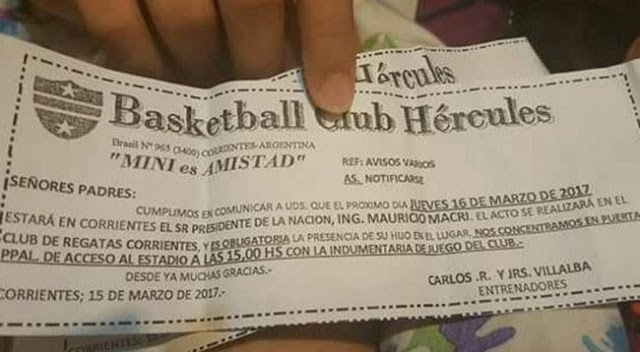 Hércules
Basketball Club Hércules
Brasil Nº 965 (3400) CORRIENTES-ARGENTINA
"MINI es AMISTAD"
REF: AVISOS VARIOS
AS. NOTIFICARSE
SEÑORES PADRES:
CUMPLIMOS EN COMUNICAR A UDS. QUE EL PROXIMO DIA JUEVES 16 DE MARZO DE 2017
ESTARÁ EN CORRIENTES EL SR PRESIDENTE DE LA NACION, ING. MAURICIO MACRI. EL ACTO SE REALIZARÁ EN EL
CLUB DE REGATAS CORRIENTES, Y ES OBLIGATORIA LA PRESENCIA DE SU HIJO EN EL LUGAR, NOS CONCENTRAMOS EN PUERTA
PPAL. DE ACCESO AL ESTADIO A LAS 15,00 HS CON LA INDUMENTARIA DE JUEGO DEL CLUB.-
DESDE YA MUCHAS GRACIAS.-
CARLOS .R. Y JRS. VILLALBA
ENTRENADORES
CORRIENTES; 15 DE MARZO DE 2017.-